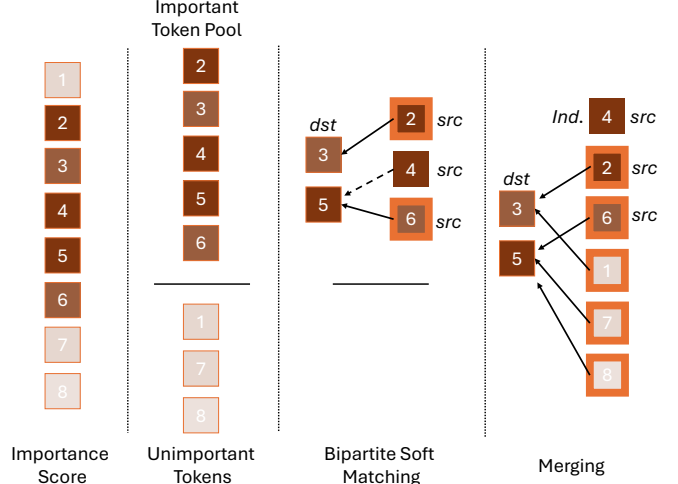 Important
Token Pool
1
2
3
4
5
6
7
8
2
3
4
5
6
1
7
8
dst
3
5
2 src
4 src
6 src
Ind. 4 src
dst
3
5
2 src
6 src
1
7
8
Importance
Score
Unimportant
Tokens
Bipartite Soft
Matching
Merging